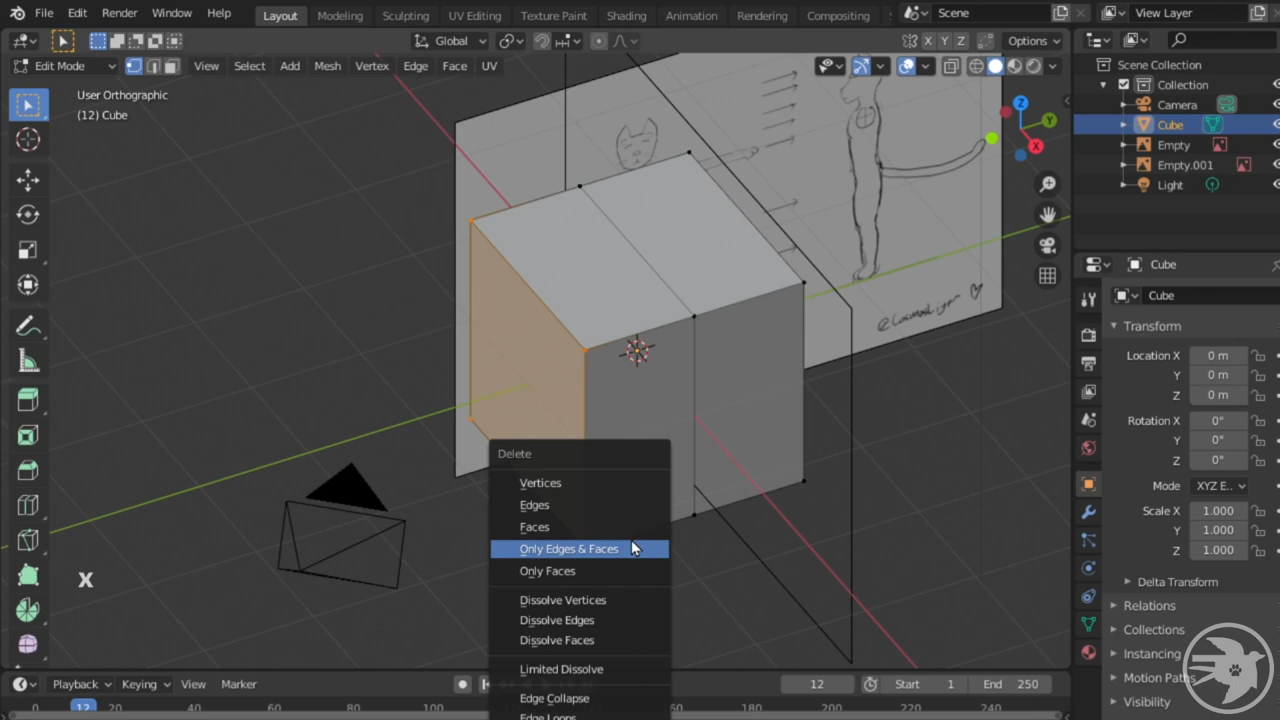 File Edit Render Window Help Layout Modeling Sculpting UV Editing Texture Paint Shading Animation Rendering Compositing Scene View Layer
Global X Y Z Options
Edit Mode View Select Add Mesh Vertex Edge Face UV
User Orthographic
(12) Cube
Scene Collection
Collection
Camera
Cube
Empty
Empty.001
Light
Z
Y
X
Cube
Cube
Transform
Location X 0 m
Y 0 m
Z 0 m
Rotation X 0°
Y 0°
Z 0°
Mode XYZ E..
Scale X 1.000
Y 1.000
Z 1.000
Delta Transform
Relations
Collections
Instancing
Motion Paths
Visibility
Delete
Vertices
Edges
Faces
Only Edges & Faces
Only Faces
Dissolve Vertices
Dissolve Edges
Dissolve Faces
Limited Dissolve
Edge Collapse
Edge Loops
X
Playback Keying View Marker 12 Start 1 End 250
0 12 20 40 60 80 100 120 140 160 180 200 220 240